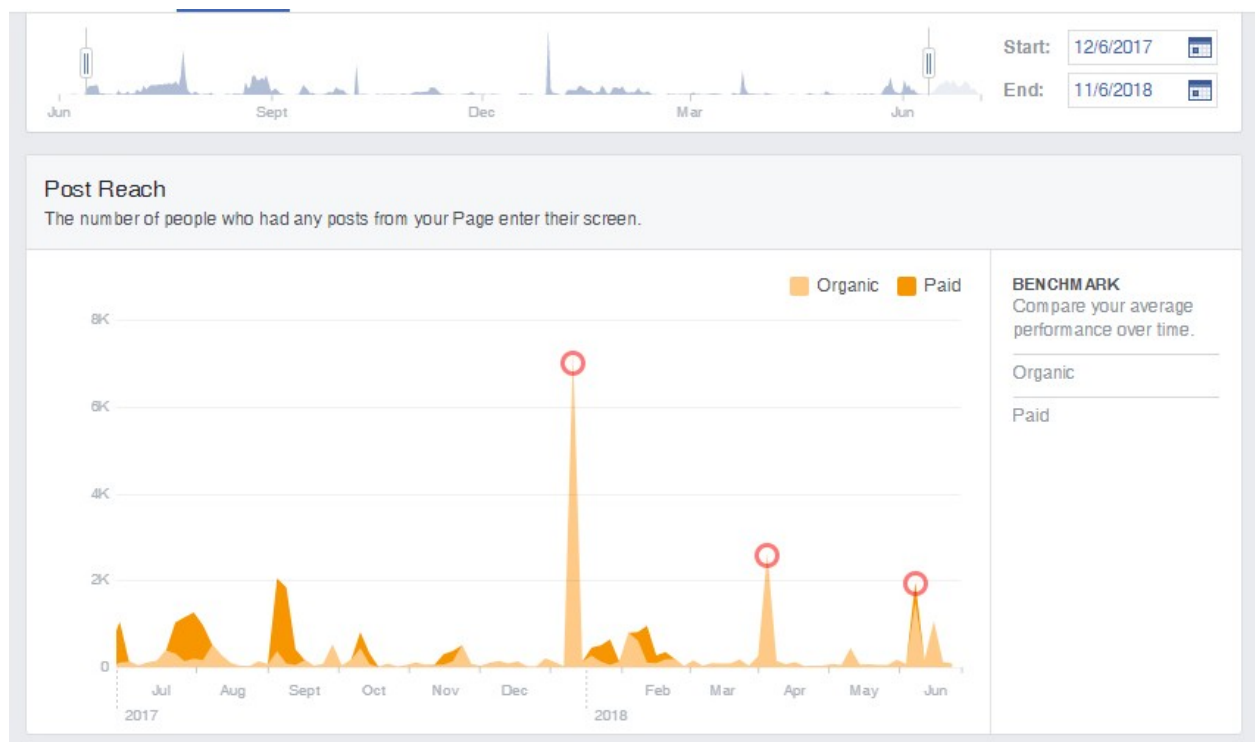 Start: 12/6/2017
End: 11/6/2018
Jun Sept Dec Mar Jun
Post Reach
The number of people who had any posts from your Page enter their screen.
Organic Paid
BENCHMARK
Compare your average
performance over time.
Organic
Paid
8K
6K
4K
2K
0
Jul Aug Sept Oct Nov Dec Feb Mar Apr May Jun
2017 2018